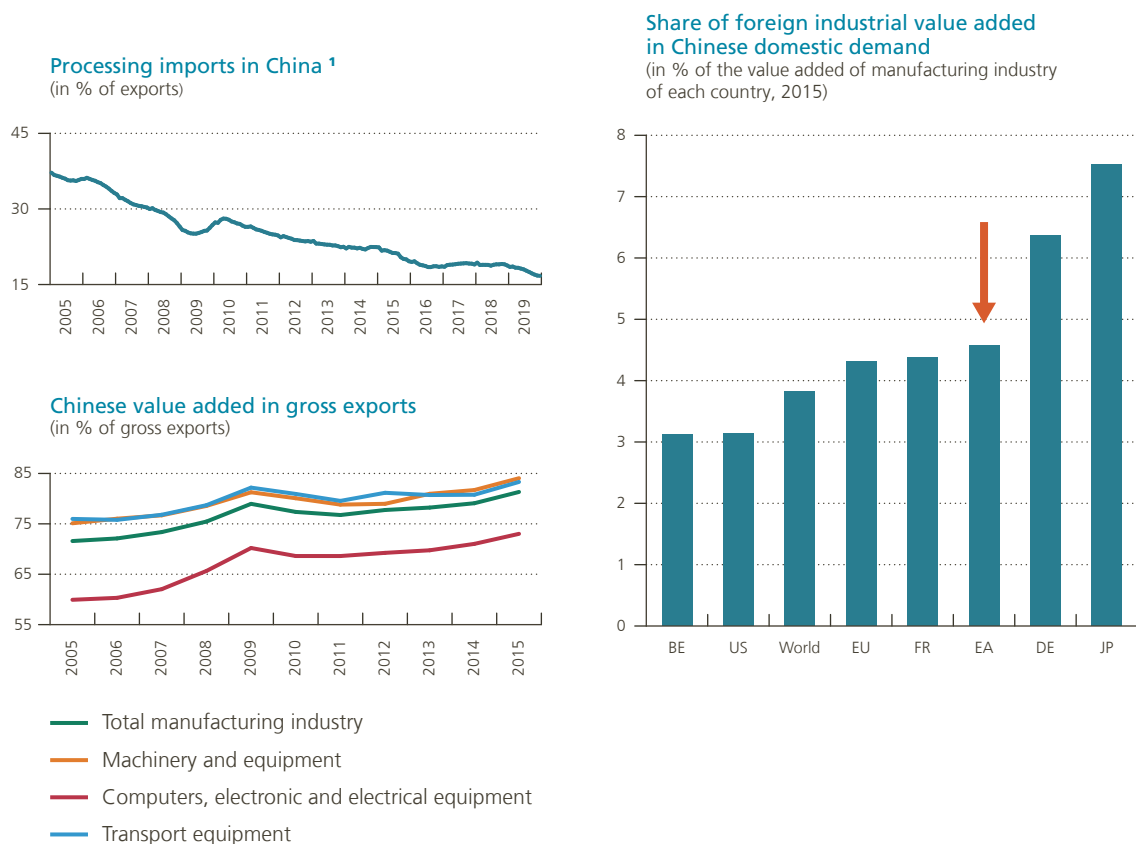 Processing imports in China ¹
(in % of exports)
45
30
15
2005
2006
2007
2008
2009
2010
2011
2012
2013
2014
2015
2016
2017
2018
2019
Chinese value added in gross exports
(in % of gross exports)
85
75
65
55
2005
2006
2007
2008
2009
2010
2011
2012
2013
2014
2015
Total manufacturing industry
Machinery and equipment
Computers, electronic and electrical equipment
Transport equipment
Share of foreign industrial value added
in Chinese domestic demand
(in % of the value added of manufacturing industry
of each country, 2015)
8
7
6
5
4
3
2
1
0
BE
US
World
EU
FR
EA
DE
JP